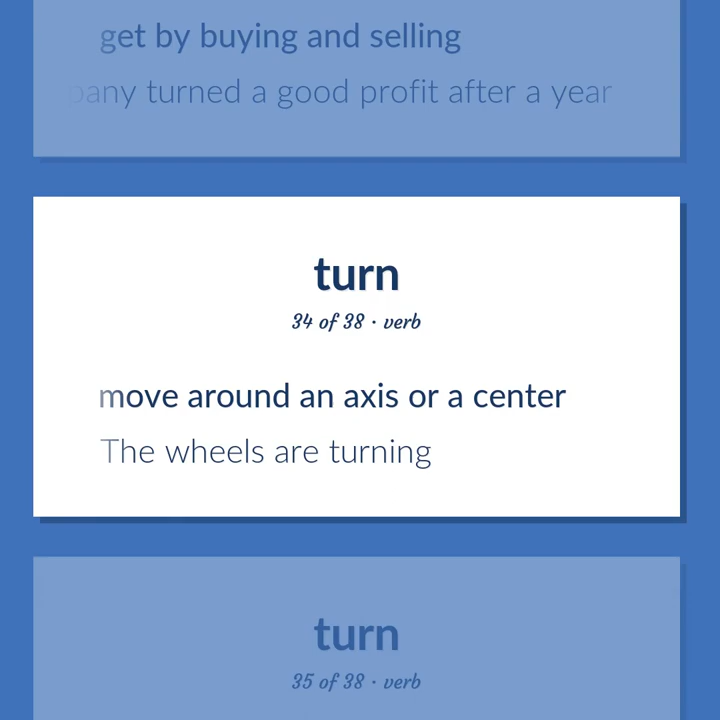 get by buying and selling
pany turned a good profit after a year
turn
34 of 38 · verb
move around an axis or a center
The wheels are turning
turn
35 of 38 · verb